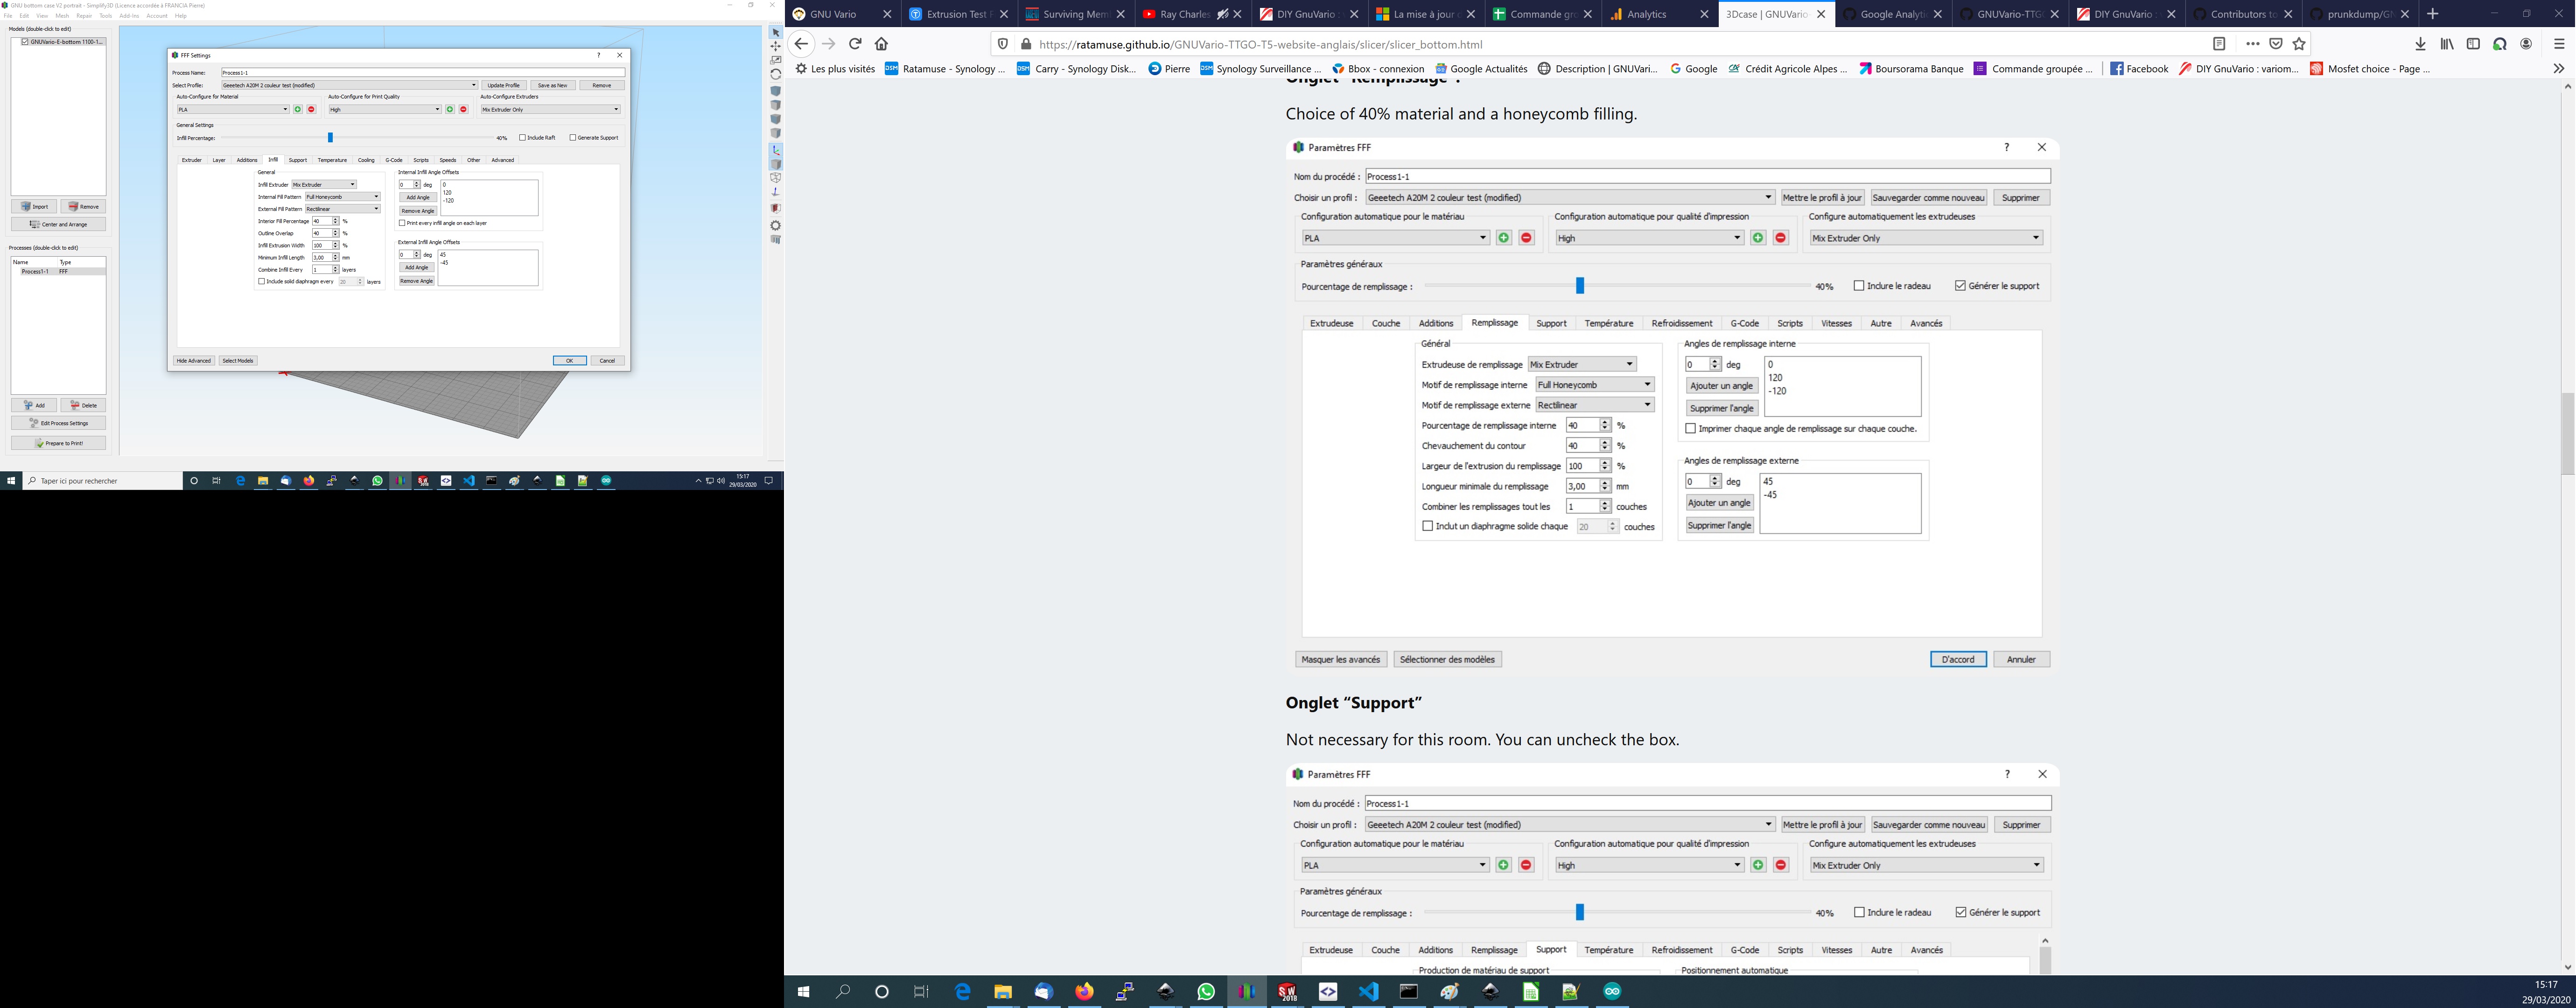 GNU bottom casa V2 portrait - Simplify3D (Licence accordée à FRANCIA Pierre)
File Edit View Mesh Repair Tools Add-Ins Account Help
Models (double-click to edit)
GNUVario-E-bottom 1100-1...
Import Remove
Center and Arrange
Processes (double-click to edit)
Name Type
Process1-1 FFF
Add Delete
Edit Process Settings
Prepare to Print!
FFF Settings ?
Process Name: Process1-1
Select Profile: Geeetech A20M 2 couleur test (modified) Update Profile Save as New Remove
Auto-Configure for Material Auto-Configure for Print Quality Auto-Configure Extruders
PLA High Mix Extruder Only
General Settings
Infill Percentage: 40% Include Raft Generate Support
Extruder Layer Additions Infill Support Temperature Cooling G-Code Scripts Speeds Other Advanced
General
Infill Extruder Mix Extruder
Internal Fill Pattern Full Honeycomb
External Fill Pattern Rectilinear
Interior Fill Percentage 40 %
Outline Overlap 40 %
Infill Extrusion Width 100 %
Minimum Infill Length 3,00 mm
Combine Infill Every 1 layers
Include solid diaphragm every 20 layers
Internal Infill Angle Offsets
0 deg 0
120
-120
Add Angle
Remove Angle
Print every infill angle on each layer
External Infill Angle Offsets
0 deg 45
-45
Add Angle
Remove Angle
Hide Advanced Select Models OK Cancel
Taper ici pour rechercher
15:17
29/03/2020
GNU Vario Extrusion Test F Surviving Mem Ray Charles DIY GnuVario : La mise à jour Commande gro Analytics 3Dcase | GNUVario Google Analytic GNUVario-TTG DIY GnuVario : Contributors to prunkdump/GN
https://ratamuse.github.io/GNUVario-TTGO-T5-website-anglais/slicer/slicer_bottom.html
Les plus visités Ratamuse - Synology ... Carry - Synology Disk... Pierre Synology Surveillance ... Bbox - connexion Google Actualités Description | GNUVari... Google Crédit Agricole Alpes ... Boursorama Banque Commande groupée ... Facebook DIY GnuVario : variom... Mosfet choice - Page ...
Onglet “Remplissage”.
Choice of 40% material and a honeycomb filling.
Paramètres FFF ?
Nom du procédé : Process1-1
Choisir un profil : Geeetech A20M 2 couleur test (modified) Mettre le profil à jour Sauvegarder comme nouveau Supprimer
Configuration automatique pour le matériau Configuration automatique pour qualité d'impression Configure automatiquement les extrudeuses
PLA High Mix Extruder Only
Paramètres généraux
Pourcentage de remplissage : 40% Inclure le radeau Générer le support
Extrudeuse Couche Additions Remplissage Support Température Refroidissement G-Code Scripts Vitesses Autre Avancés
Général
Extrudeuse de remplissage Mix Extruder
Motif de remplissage interne Full Honeycomb
Motif de remplissage externe Rectilinear
Pourcentage de remplissage interne 40 %
Chevauchement du contour 40 %
Largeur de l'extrusion du remplissage 100 %
Longueur minimale du remplissage 3,00 mm
Combiner les remplissages tout les 1 couches
Inclut un diaphragme solide chaque 20 couches
Angles de remplissage interne
0 deg 0
120
-120
Ajouter un angle
Supprimer l'angle
Imprimer chaque angle de remplissage sur chaque couche.
Angles de remplissage externe
0 deg 45
-45
Ajouter un angle
Supprimer l'angle
Masquer les avancés Sélectionner des modèles D'accord Annuler
Onglet “Support”
Not necessary for this room. You can uncheck the box.
Paramètres FFF ?
Nom du procédé : Process1-1
Choisir un profil : Geeetech A20M 2 couleur test (modified) Mettre le profil à jour Sauvegarder comme nouveau Supprimer
Configuration automatique pour le matériau Configuration automatique pour qualité d'impression Configure automatiquement les extrudeuses
PLA High Mix Extruder Only
Paramètres généraux
Pourcentage de remplissage : 40% Inclure le radeau Générer le support
Extrudeuse Couche Additions Remplissage Support Température Refroidissement G-Code Scripts Vitesses Autre Avancés
Production de matériau de support Positionnement automatique
15:17
29/03/2020